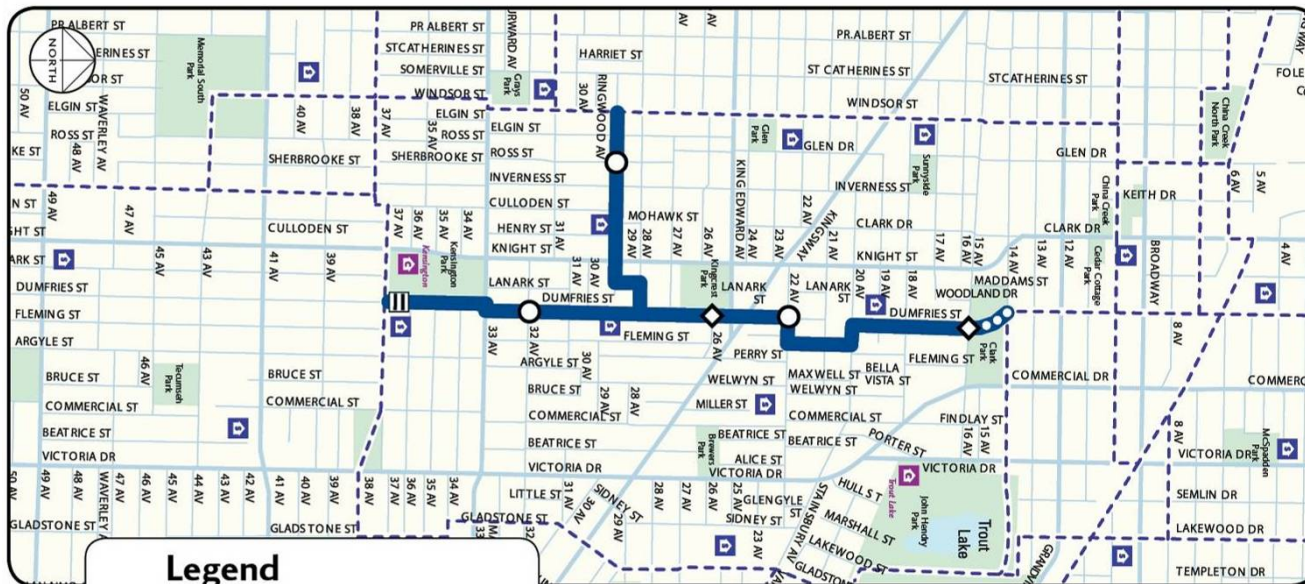 PR.ALBERT ST
AV
AV
PR.ALBERT ST
ERINES ST
OR ST
NORTH
Memorial South
Park
STCATHERINES ST
SOMERVILLE ST
WINDSOR ST
URWARD AV
Grays
Park
HARRIET ST
30 AV
RINGWOOD AV
ST CATHERINES ST
STCATHERINES ST
WINDSOR ST
China Creek
North Park
FOLE
50 AV
ELGIN ST
ROSS ST
48 AV
WAVERLEY AV
KE ST
40 AV
38 AV
37 AV
35 AV
ELGIN ST
ROSS ST
SHERBROOKE ST
SHERBROOKE ST
ELGIN ST
ROSS ST
INVERNESS ST
CULLODEN ST
HENRY ST
KNIGHT ST
Glen
Park
GLEN DR
Sunnyside
Park
GLEN DR
INVERNESS ST
China Creek
Park
KEITH DR
6 AV
5 AV
N ST
49 AV
47 AV
CULLODEN ST
37 AV
36 AV
35 AV
34 AV
Kensington
Kensington
Park
31 AV
MOHAWK ST
29 AV
28 AV
27 AV
26 AV
KING EDWARD AV
24 AV
23 AV
22 AV
KINGSWAY
21 AV
CLARK DR
KNIGHT ST
17 AV
16 AV
15 AV
14 AV
13 AV
12 AV
CLARK DR
Cedar Cottage
Park
BROADWAY
4 AV
GHT ST
ARK ST
DUMFRIES ST
FLEMING ST
ARGYLE ST
45 AV
43 AV
41 AV
39 AV
LANARK ST
31 AV
30 AV
DUMFRIES ST
Kingcrest
Park
LANARK
ST
22 AV
LANARK
ST
20 AV
19 AV
18 AV
MADDAMS ST
WOODLAND DR
DUMFRIES ST
33 AV
32 AV
FLEMING ST
26 AV
PERRY ST
FLEMING ST
Clark
Park
8 AV
46 AV
Tecumseh
Park
BRUCE ST
COMMERCIAL ST
BEATRICE ST
VICTORIA DR
BRUCE ST
COMMERCIAL ST
ARGYLE ST
30 AV
BRUCE ST
29 AV
28 AV
COMMERCIAL ST
BEATRICE ST
VICTORIA DR
WELWYN ST
MILLER ST
MAXWELL ST
WELWYN ST
BELLA
VISTA ST
COMMERCIAL DR
COMMERC
COMMERCIAL ST
FINDLAY ST
16 AV
15 AV
Brewers
Park
BEATRICE ST
BEATRICE ST
PORTER ST
ALICE ST
VICTORIA DR
VICTORIA DR
8 AV
VICTORIA DR
McSpadden
Park
50 AV
49 AV
48 AV
WAVERLEY A
47 AV
46 AV
45 AV
44 AV
43 AV
42 AV
41 AV
40 AV
39 AV
38 AV
37 AV
36 AV
35 AV
34 AV
LITTLE ST
31 AV
SIDNEY ST
30 AV
29 AV
28 AV
27 AV
26 AV
25 AV
GLENGYLE
ST
SIDNEY ST
23 AV
STAINSBURY AV
HULL ST
MARSHALL ST
LAKEWOOD ST
GLADSTO
Trout Lake
John Hendry
Park
Trout
Lake
SEMLIN DR
LAKEWOOD DR
TEMPLETON DR
GRAND
GLADSTONE ST
GLADSTONE ST
GLADSTONE ST
33
32
Legend